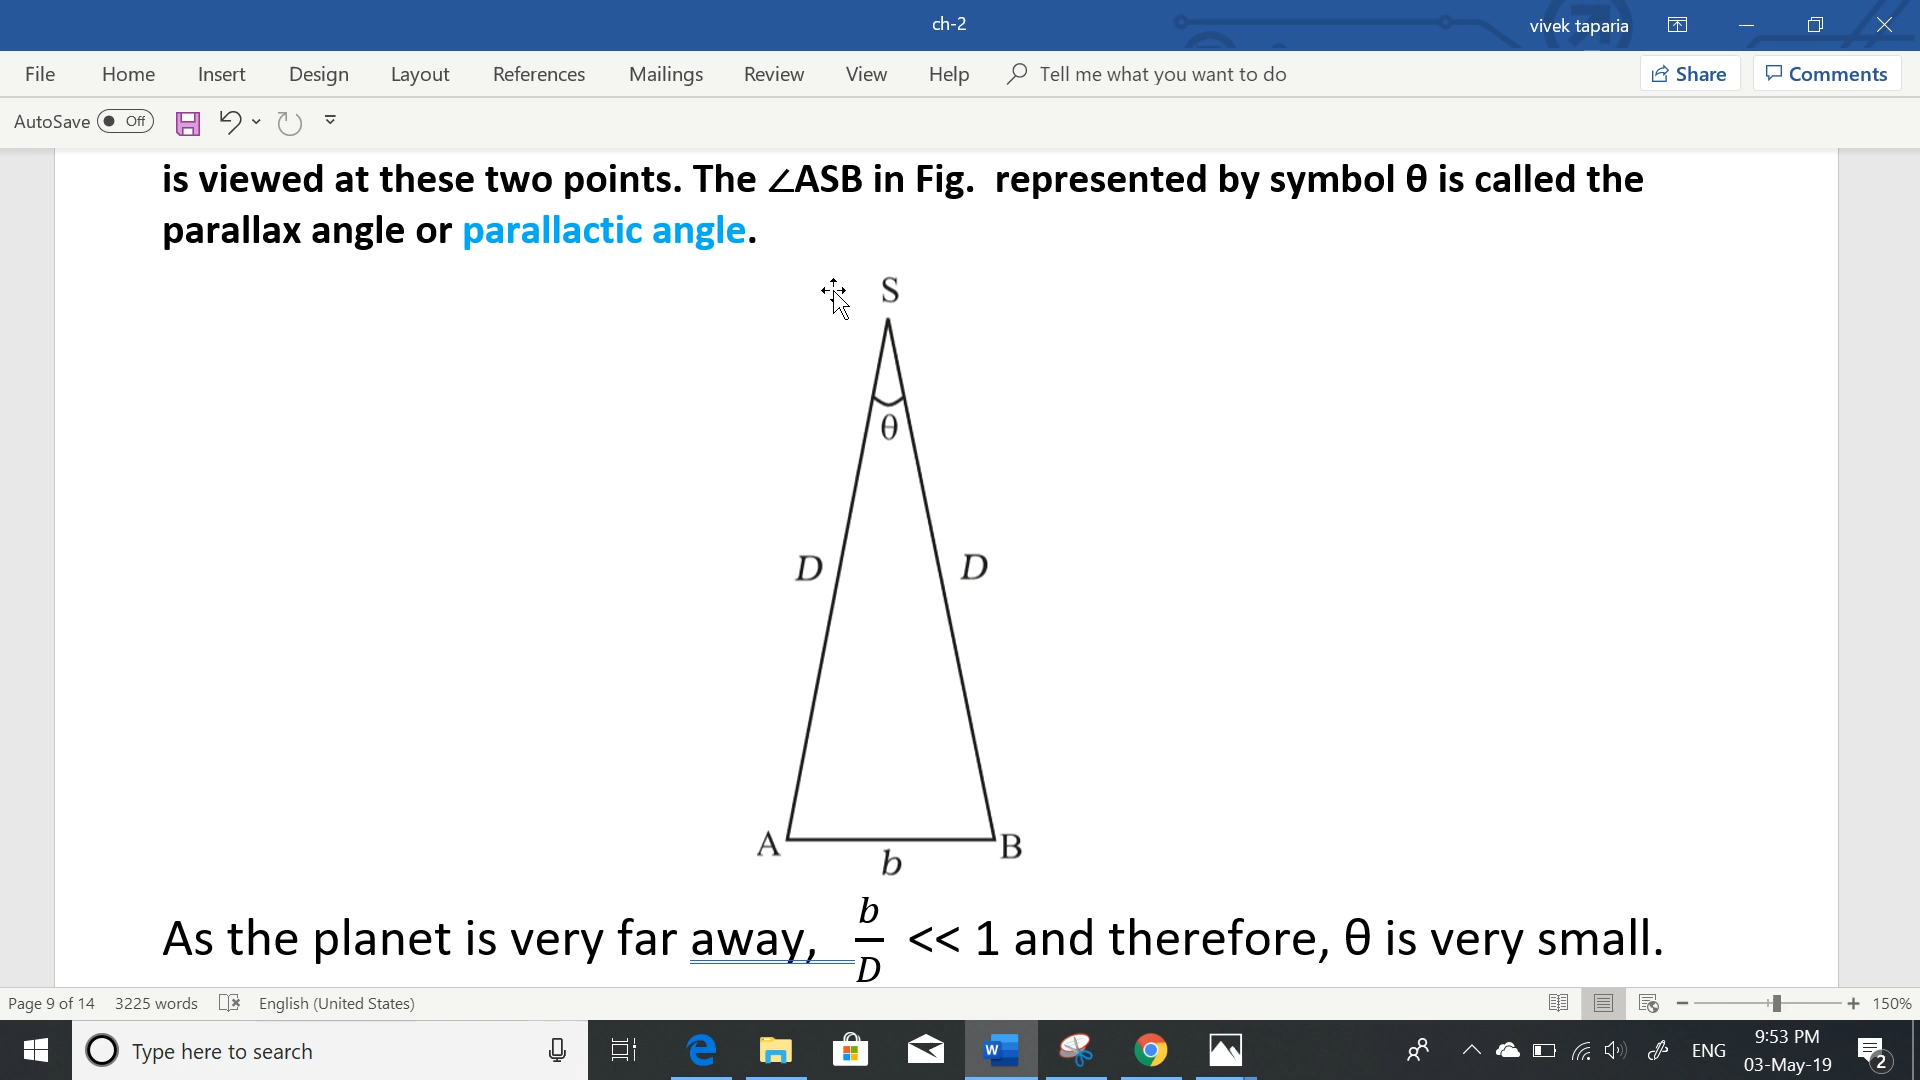 ch-2
vivek taparia
File Home Insert Design Layout References Mailings Review View Help Tell me what you want to do Share Comments
AutoSave Off
is viewed at these two points. The ∠ASB in Fig.  represented by symbol θ is called the
parallax angle or parallactic angle.
S
θ
D D
A B
b
As the planet is very far away, b/D << 1 and therefore, θ is very small.
Page 9 of 14 3225 words English (United States) 150%
Type here to search
W
ENG
9:53 PM
03-May-19
2